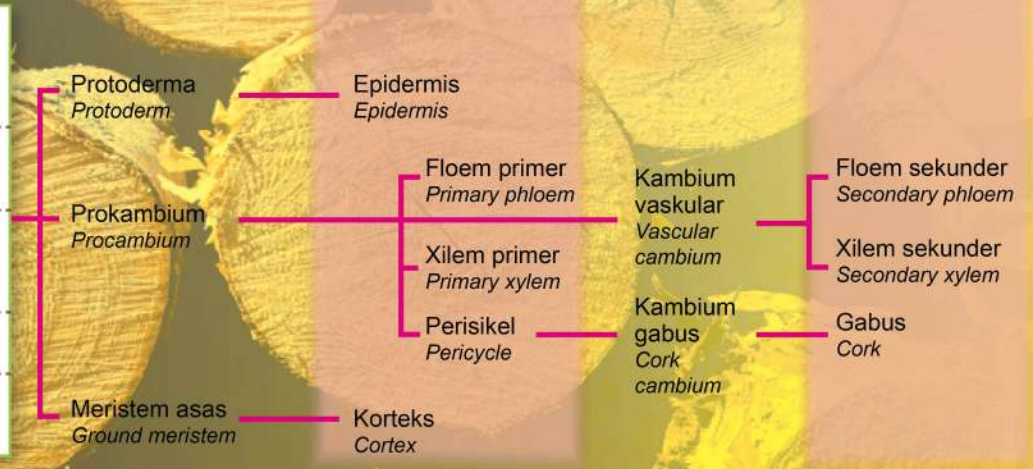 Protoderma
Protoderm
Epidermis
Epidermis
Prokambium
Procambium
Floem primer
Primary phloem
Xilem primer
Primary xylem
Perisikel
Pericycle
Kambium
vaskular
Vascular
cambium
Floem sekunder
Secondary phloem
Xilem sekunder
Secondary xylem
Kambium
gabus
Cork
cambium
Gabus
Cork
Meristem asas
Ground meristem
Korteks
Cortex